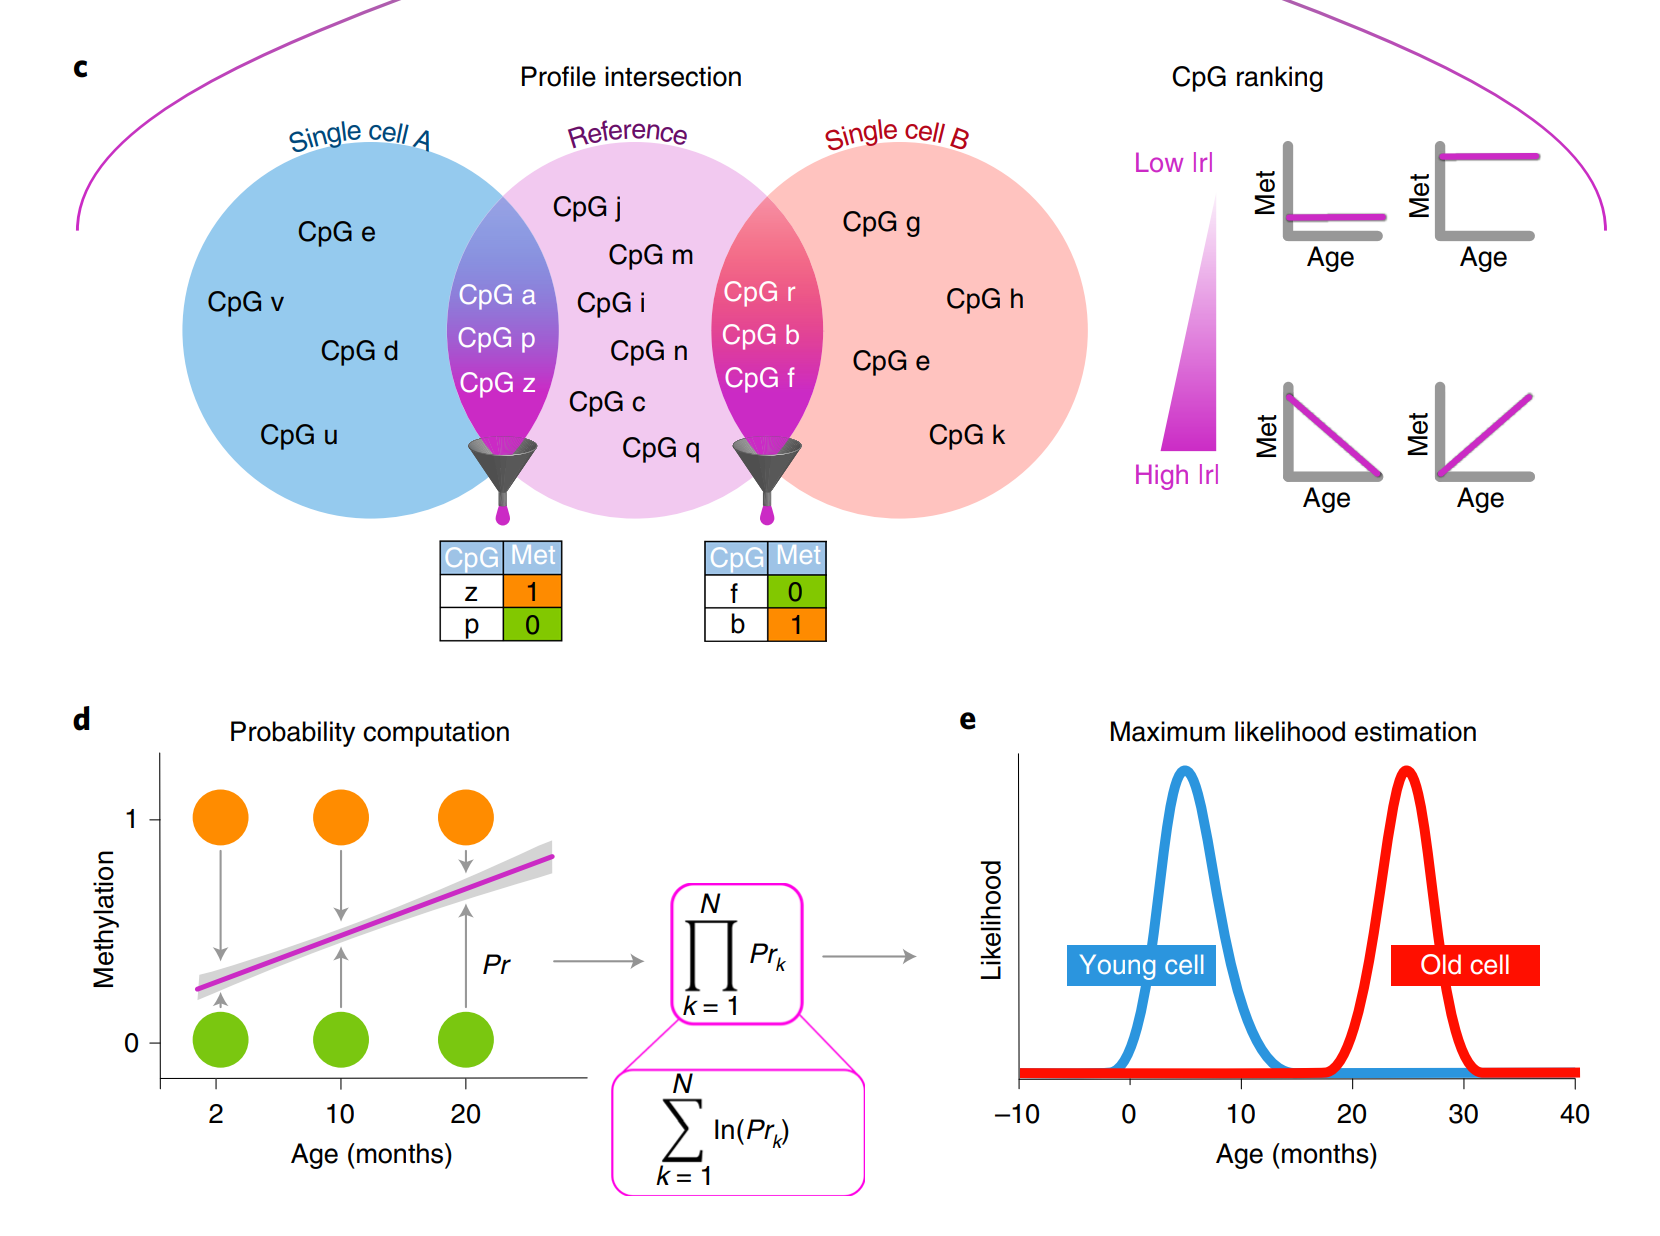 c
Profile intersection
CpG ranking
Single cell A
Reference
Single cell B
CpG e
CpG v
CpG d
CpG u
CpG a
CpG p
CpG z
CpG j
CpG m
CpG i
CpG n
CpG c
CpG q
CpG r
CpG b
CpG f
CpG g
CpG h
CpG e
CpG k
Low |r|
High |r|
Met
Age
Met
Age
Met
Age
Met
Age
CpG Met
z 1
p 0
CpG Met
f 0
b 1
d
Probability computation
Methylation
1
0
2 10 20
Age (months)
Pr
N
∏ Pr_k
k = 1
N
∑ ln(Pr_k)
k = 1
e
Maximum likelihood estimation
Likelihood
Young cell
Old cell
–10 0 10 20 30 40
Age (months)